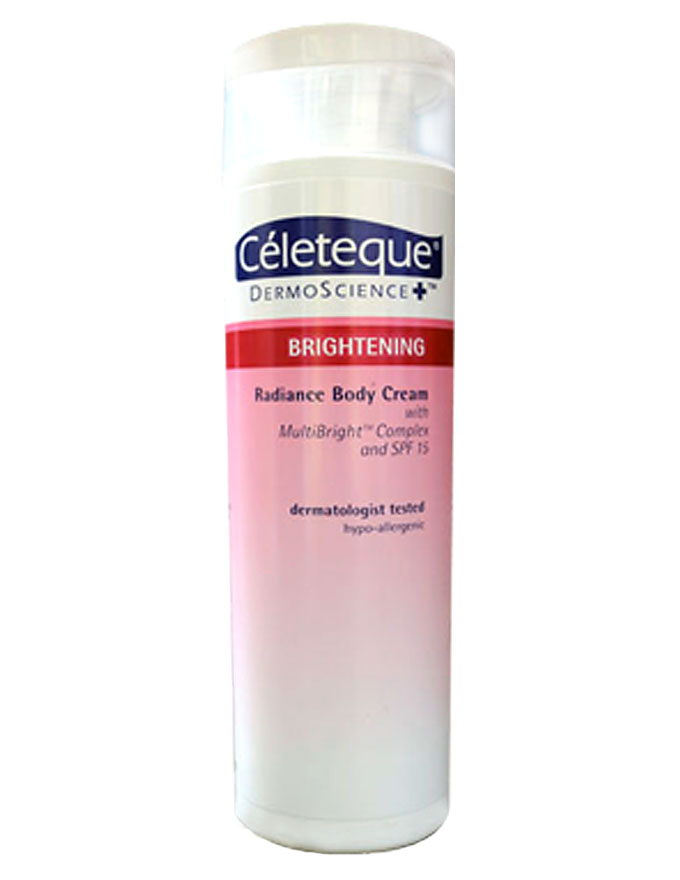 Céleteque®
DERMOSCIENCE+™
BRIGHTENING
Radiance Body Cream
with
MultiBright™ Complex
and SPF 15
dermatologist tested
hypo-allergenic